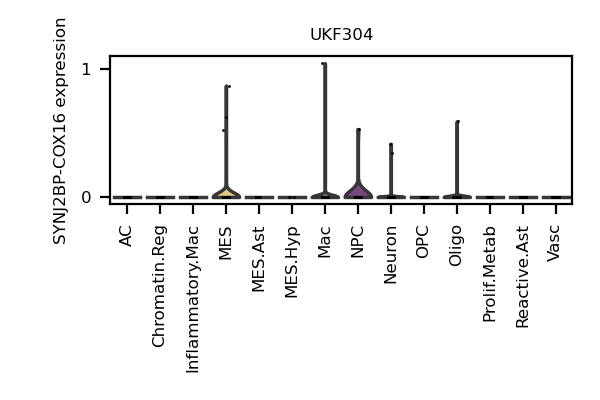 UKF304
SYNJ2BP-COX16 expression
1
0
AC
Chromatin.Reg
Inflammatory.Mac
MES
MES.Ast
MES.Hyp
Mac
NPC
Neuron
OPC
Oligo
Prolif.Metab
Reactive.Ast
Vasc